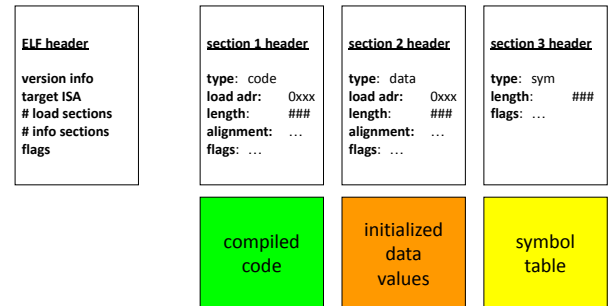 ELF header
version info
target ISA
# load sections
# info sections
flags
section 1 header
type: code
load adr: 0xxx
length: ###
alignment: ...
flags: ...
section 2 header
type: data
load adr: 0xxx
length: ###
alignment: ...
flags: ...
section 3 header
type: sym
length: ###
flags: ...
compiled
code
initialized
data
values
symbol
table